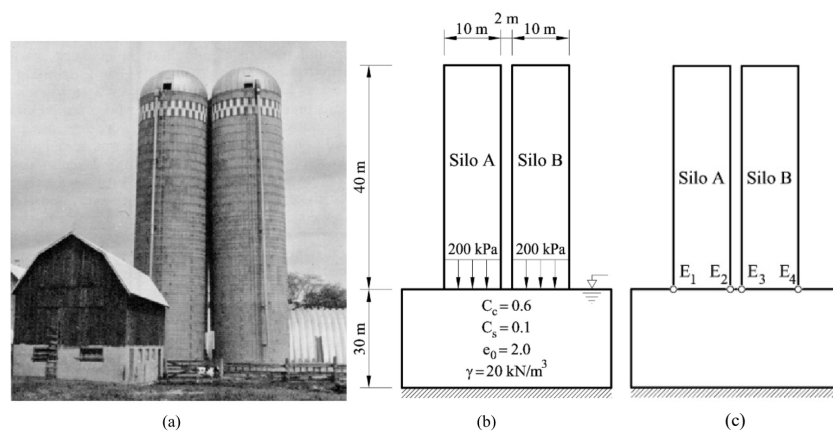 2 m
10 m
10 m
40 m
30 m
Silo A
Silo B
200 kPa
200 kPa
C_c = 0.6
C_s = 0.1
e_0 = 2.0
γ = 20 kN/m³
Silo A
Silo B
E_1
E_2
E_3
E_4
(a)
(b)
(c)